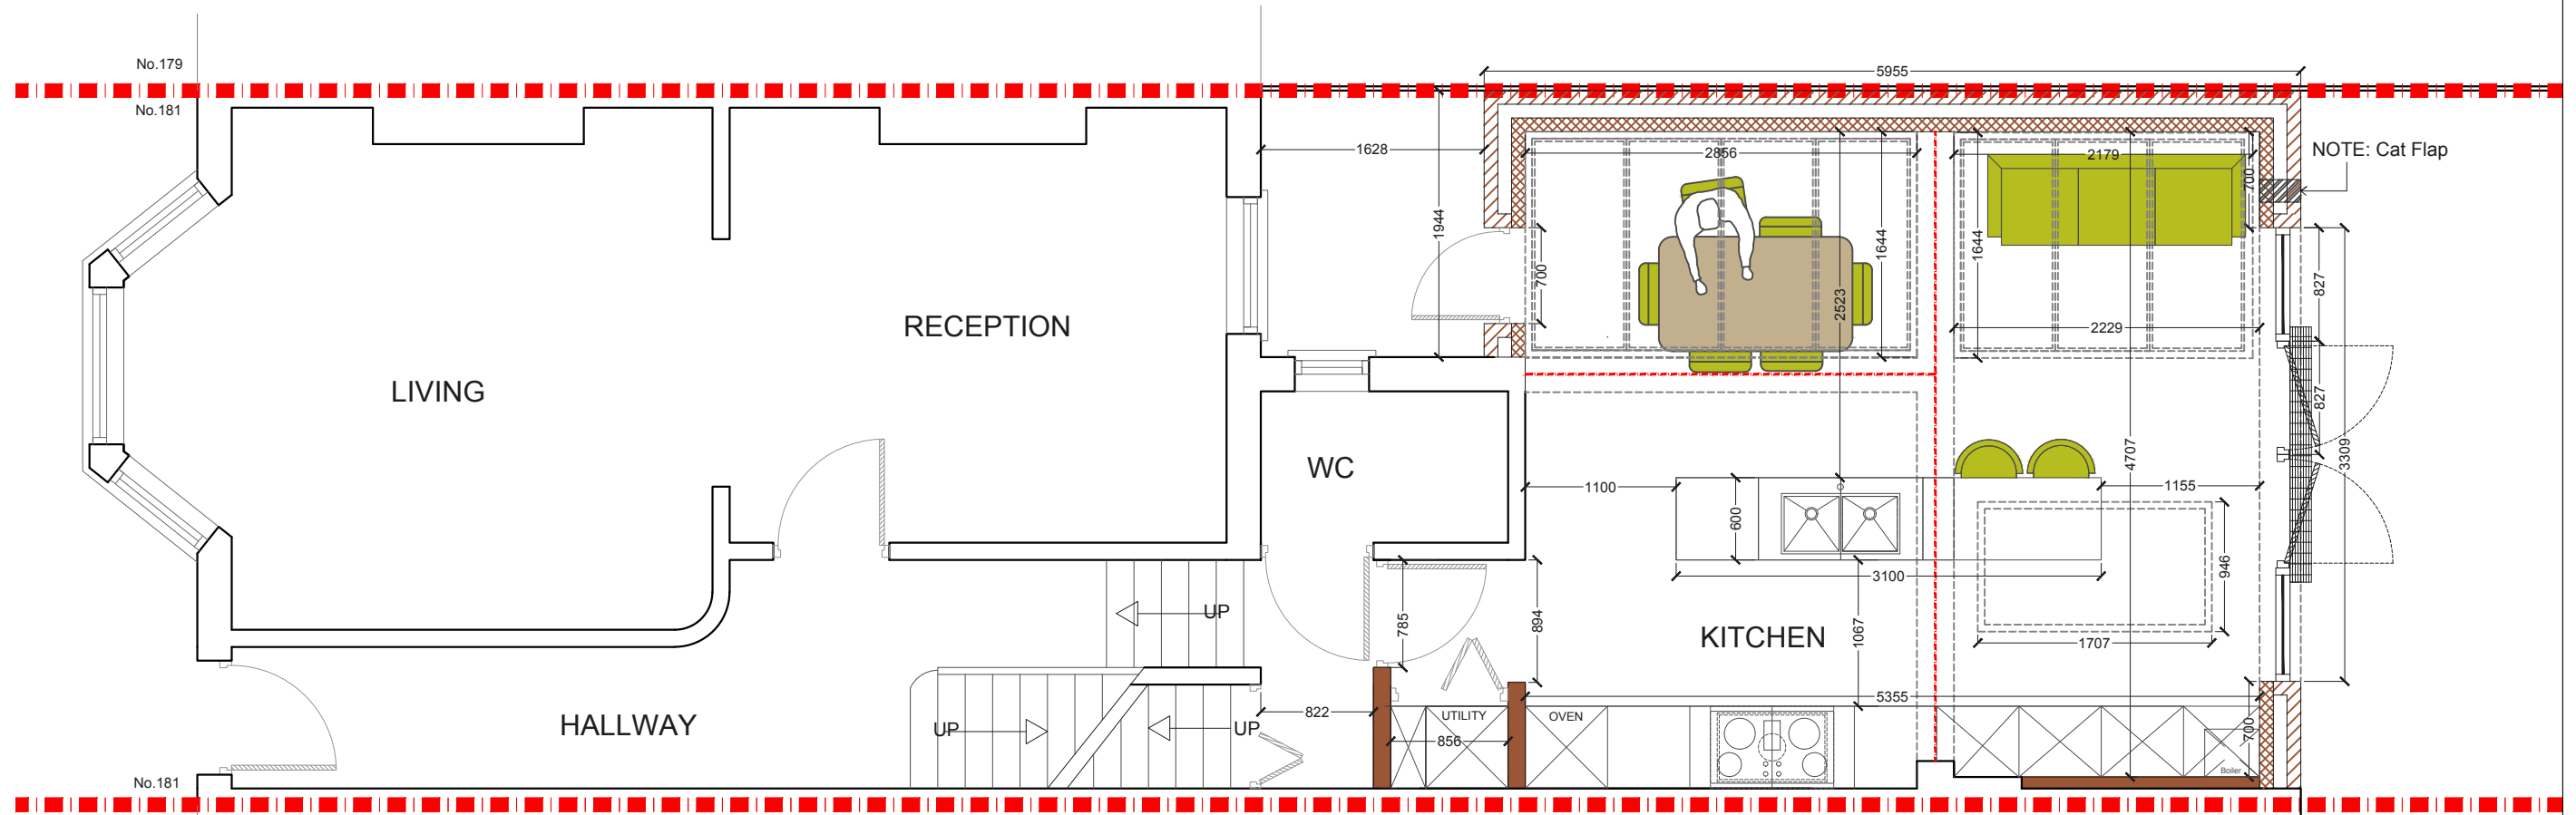 No.179
No.181
5955
NOTE: Cat Flap
1628
2856
2179
700
1944
1644
1644
700
827
2523
2229
RECEPTION
LIVING
827
WC
4707
3309
1100
1155
600
3100
946
UP
785
894
KITCHEN
1067
1707
5355
HALLWAY
UP
UP
822
UTILITY
OVEN
856
700
Boiler
No.181